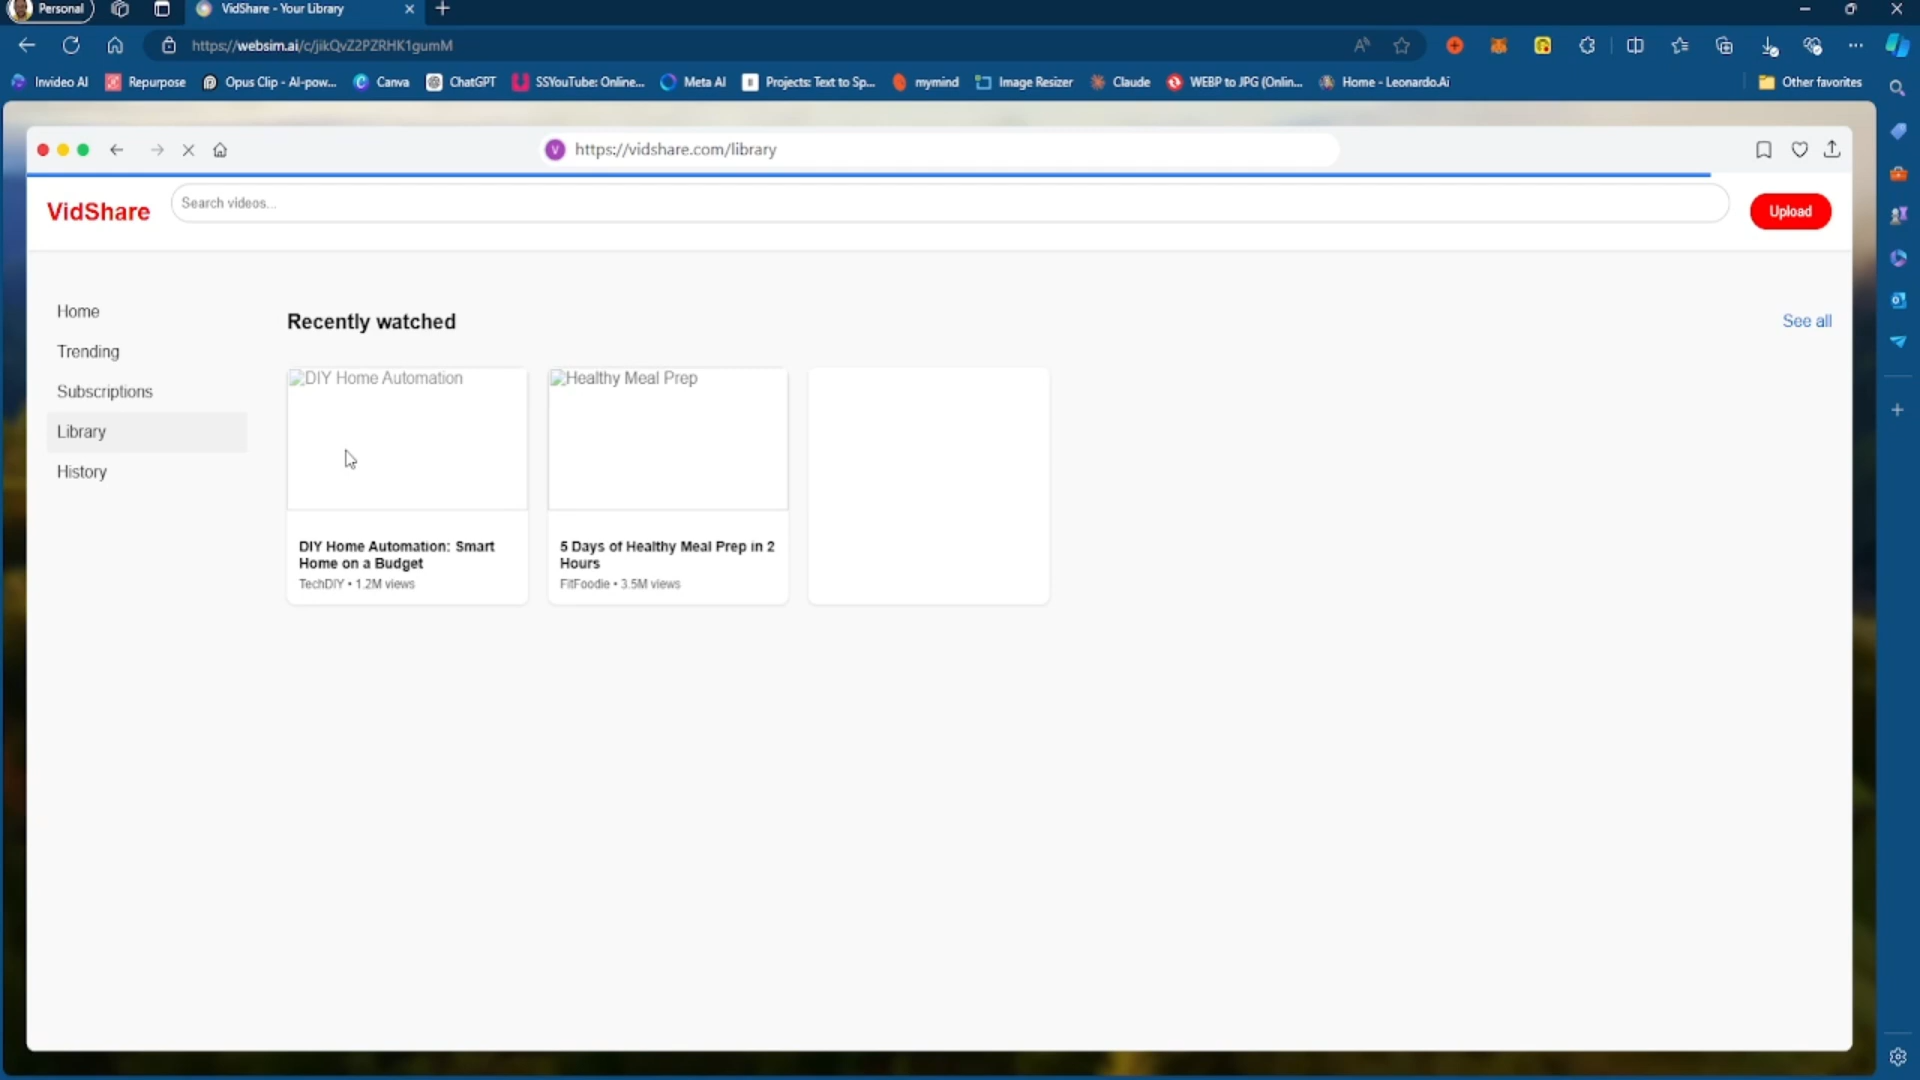 Personal
VidShare - Your Library
https://websim.ai/c/jikQvZ2PZRHK1gumM
Invideo AI
Repurpose
Opus Clip - AI-pow...
Canva
ChatGPT
SSYouTube: Online...
Meta AI
Projects: Text to Sp...
mymind
Image Resizer
Claude
WEBP to JPG (Onlin...
Home - Leonardo.Ai
Other favorites
V
https://vidshare.com/library
VidShare
Search videos...
Upload
Home
Trending
Subscriptions
Library
History
Recently watched
See all
DIY Home Automation
DIY Home Automation: Smart
Home on a Budget
TechDIY • 1.2M views
Healthy Meal Prep
5 Days of Healthy Meal Prep in 2
Hours
FitFoodie • 3.5M views